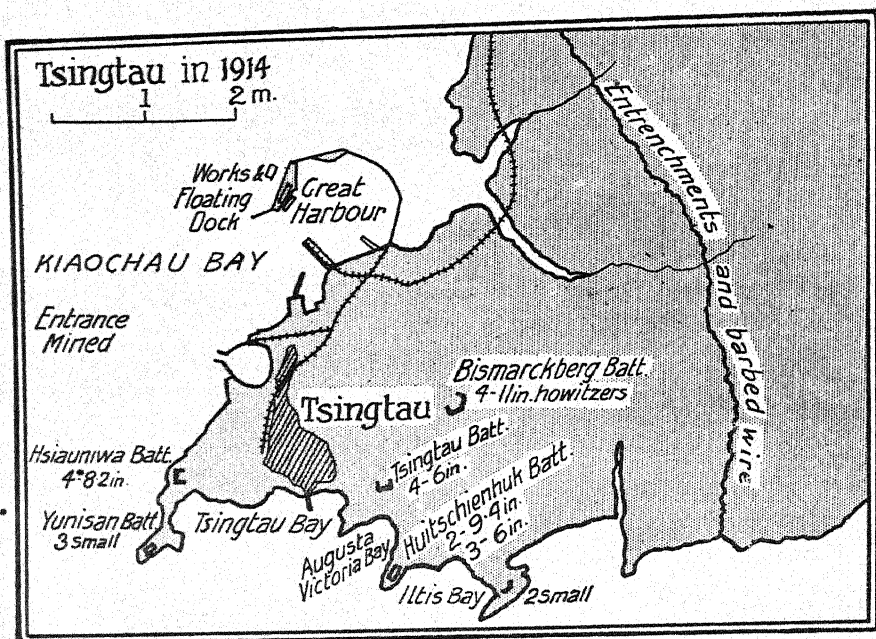 Tsingtau in 1914
1 2 m.
Works &
Floating
Dock
Great
Harbour
KIAOCHAU BAY
Entrance
Mined
Entrenchments and barbed wire
Bismarckberg Batt.
4-11in. howitzers
Tsingtau
Tsingtau Batt.
4-6in.
Hsiauniwa Batt.
4*8·2in.
Huitschienhuk Batt.
2-9·4in.
3-6in.
Yunisan Batt.
3 small
Tsingtau Bay
Augusta
Victoria Bay
Iltis Bay
2 small